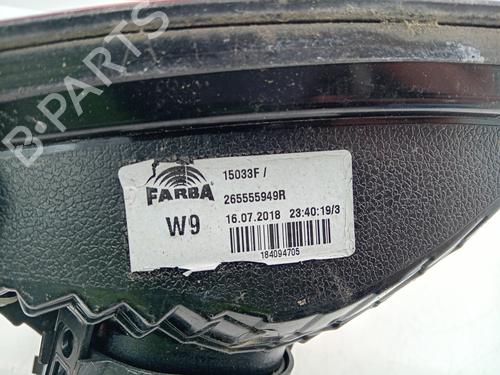 B-PARTS
15033F /
FARBA
265555949R
W9
16.07.2018 23:40:19/3
184094705